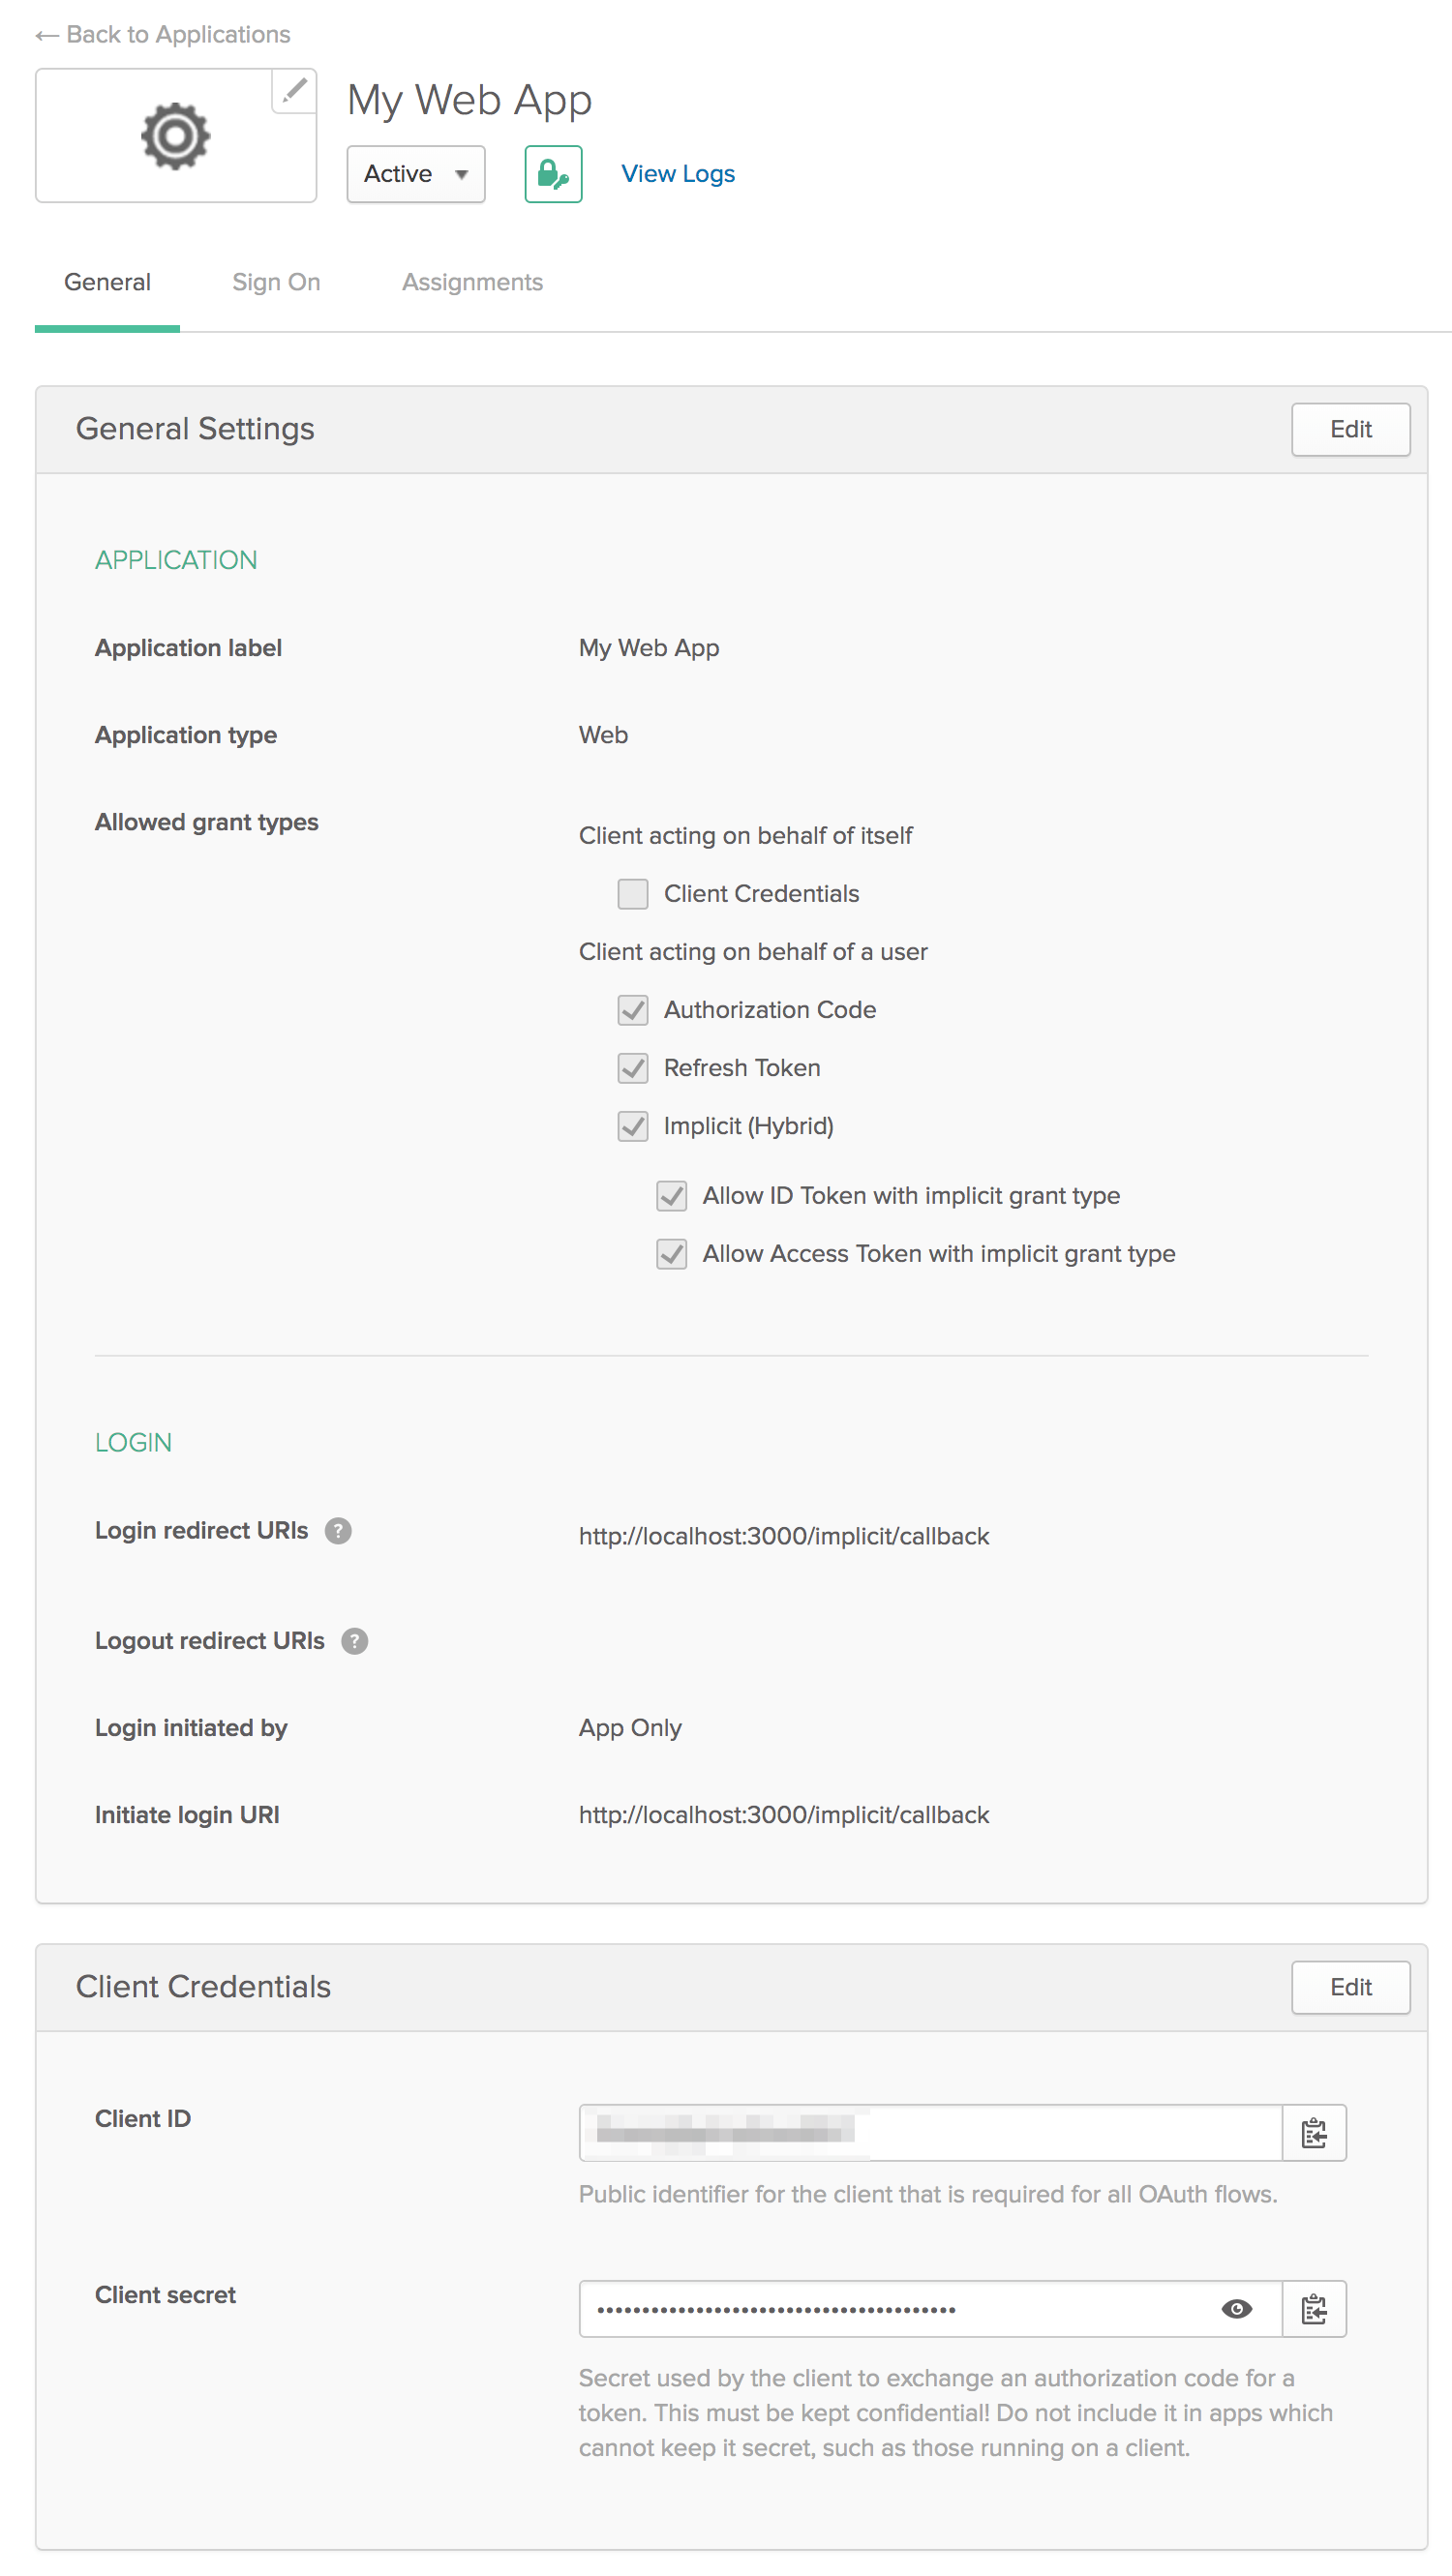 ← Back to Applications
My Web App
Active
View Logs
General
Sign On
Assignments
General Settings
Edit
APPLICATION
Application label
My Web App
Application type
Web
Allowed grant types
Client acting on behalf of itself
Client Credentials
Client acting on behalf of a user
Authorization Code
Refresh Token
Implicit (Hybrid)
Allow ID Token with implicit grant type
Allow Access Token with implicit grant type
LOGIN
Login redirect URIs ?
http://localhost:3000/implicit/callback
Logout redirect URIs ?
Login initiated by
App Only
Initiate login URI
http://localhost:3000/implicit/callback
Client Credentials
Edit
Client ID
Public identifier for the client that is required for all OAuth flows.
Client secret
••••••••••••••••••••••••••••••••••••••••
Secret used by the client to exchange an authorization code for a
token. This must be kept confidential! Do not include it in apps which
cannot keep it secret, such as those running on a client.